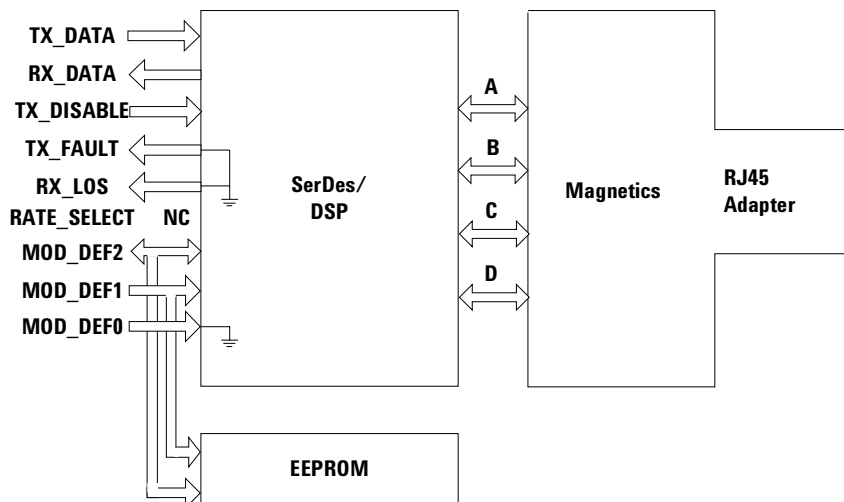 TX_DATA
RX_DATA
TX_DISABLE
TX_FAULT
RX_LOS
RATE_SELECT NC
MOD_DEF2
MOD_DEF1
MOD_DEF0
SerDes/
DSP
A
B
C
D
Magnetics
RJ45
Adapter
EEPROM